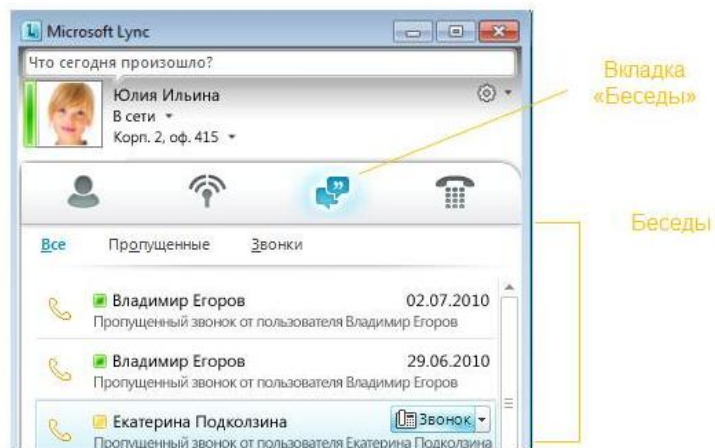 Microsoft Lync
Что сегодня произошло?
Юлия Ильина
В сети
Корп. 2, оф. 415
Вкладка
«Беседы»
Все Пропущенные Звонки
Беседы
Владимир Егоров 02.07.2010
Пропущенный звонок от пользователя Владимир Егоров
Владимир Егоров 29.06.2010
Пропущенный звонок от пользователя Владимир Егоров
Екатерина Подколзина Звонок
Пропущенный звонок от пользователя Екатерина Подколзина